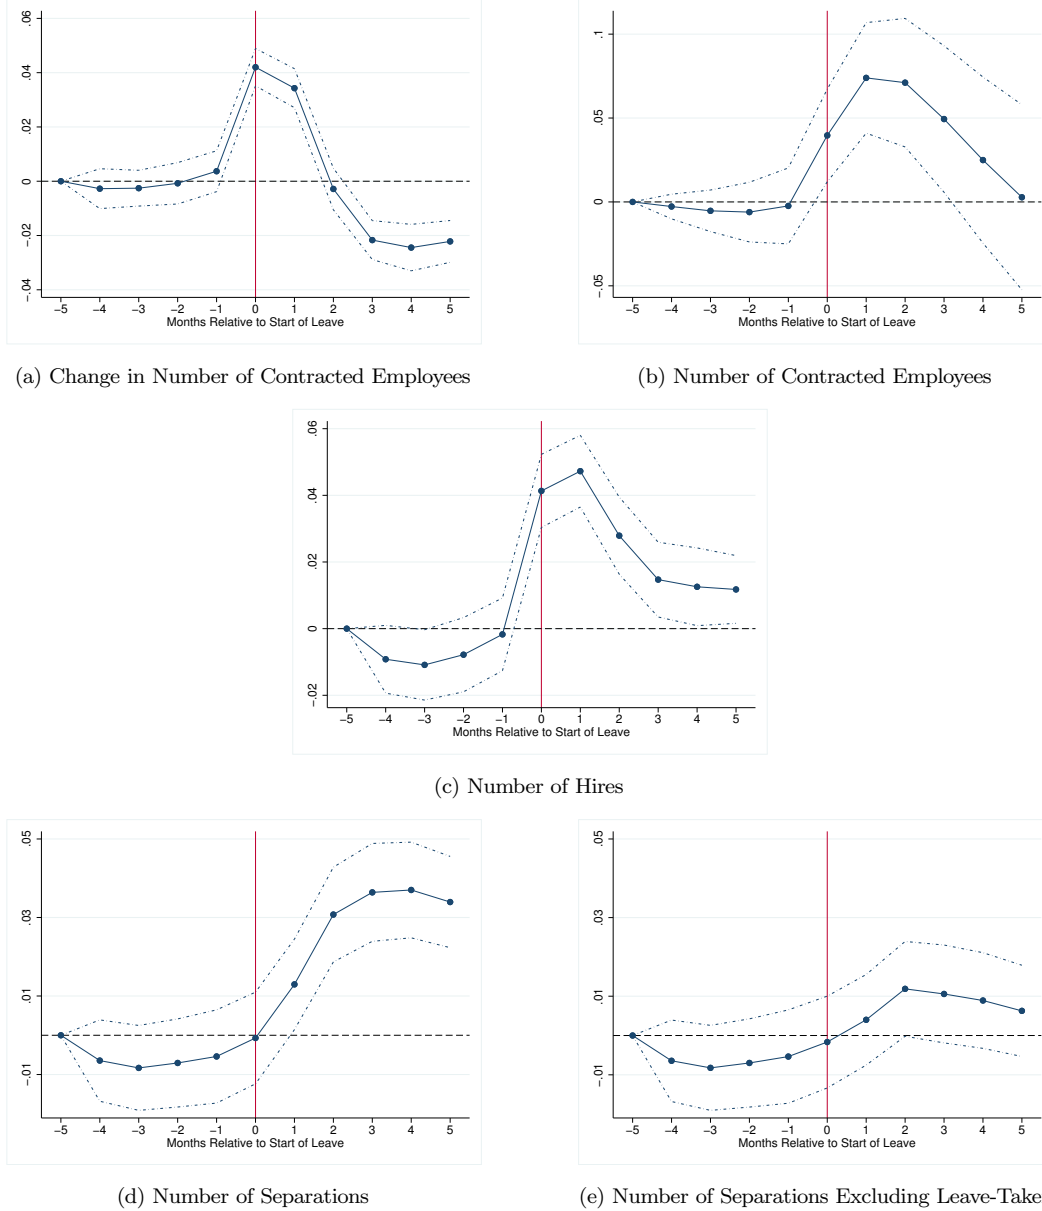 .06
.04
.02
0
−.02
−.04
−5 −4 −3 −2 −1 0 1 2 3 4 5
Months Relative to Start of Leave
(a) Change in Number of Contracted Employees
.1
.05
0
−.05
−5 −4 −3 −2 −1 0 1 2 3 4 5
Months Relative to Start of Leave
(b) Number of Contracted Employees
.06
.04
.02
0
−.02
−5 −4 −3 −2 −1 0 1 2 3 4 5
Months Relative to Start of Leave
(c) Number of Hires
.05
.03
.01
−.01
−5 −4 −3 −2 −1 0 1 2 3 4 5
Months Relative to Start of Leave
(d) Number of Separations
.05
.03
.01
−.01
−5 −4 −3 −2 −1 0 1 2 3 4 5
Months Relative to Start of Leave
(e) Number of Separations Excluding Leave-Take